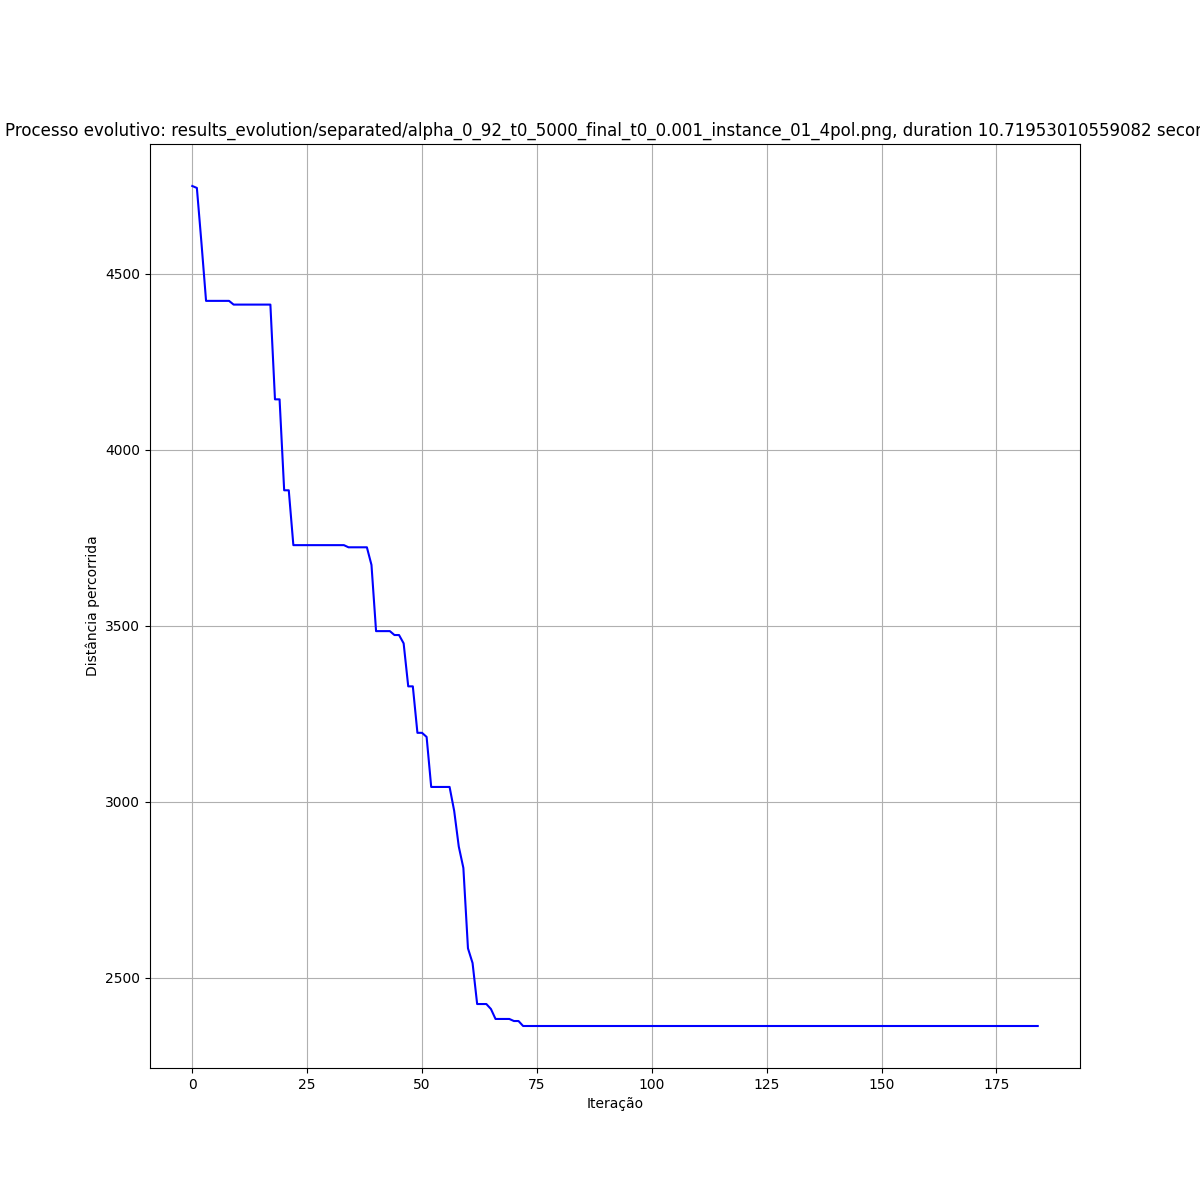 Processo evolutivo: results_evolution/separated/alpha_0_92_t0_5000_final_t0_0.001_instance_01_4pol.png, duration 10.71953010559082
4500
4000
3500
3000
2500
Distância percorrida
0 25 50 75 100 125 150 175
Iteração